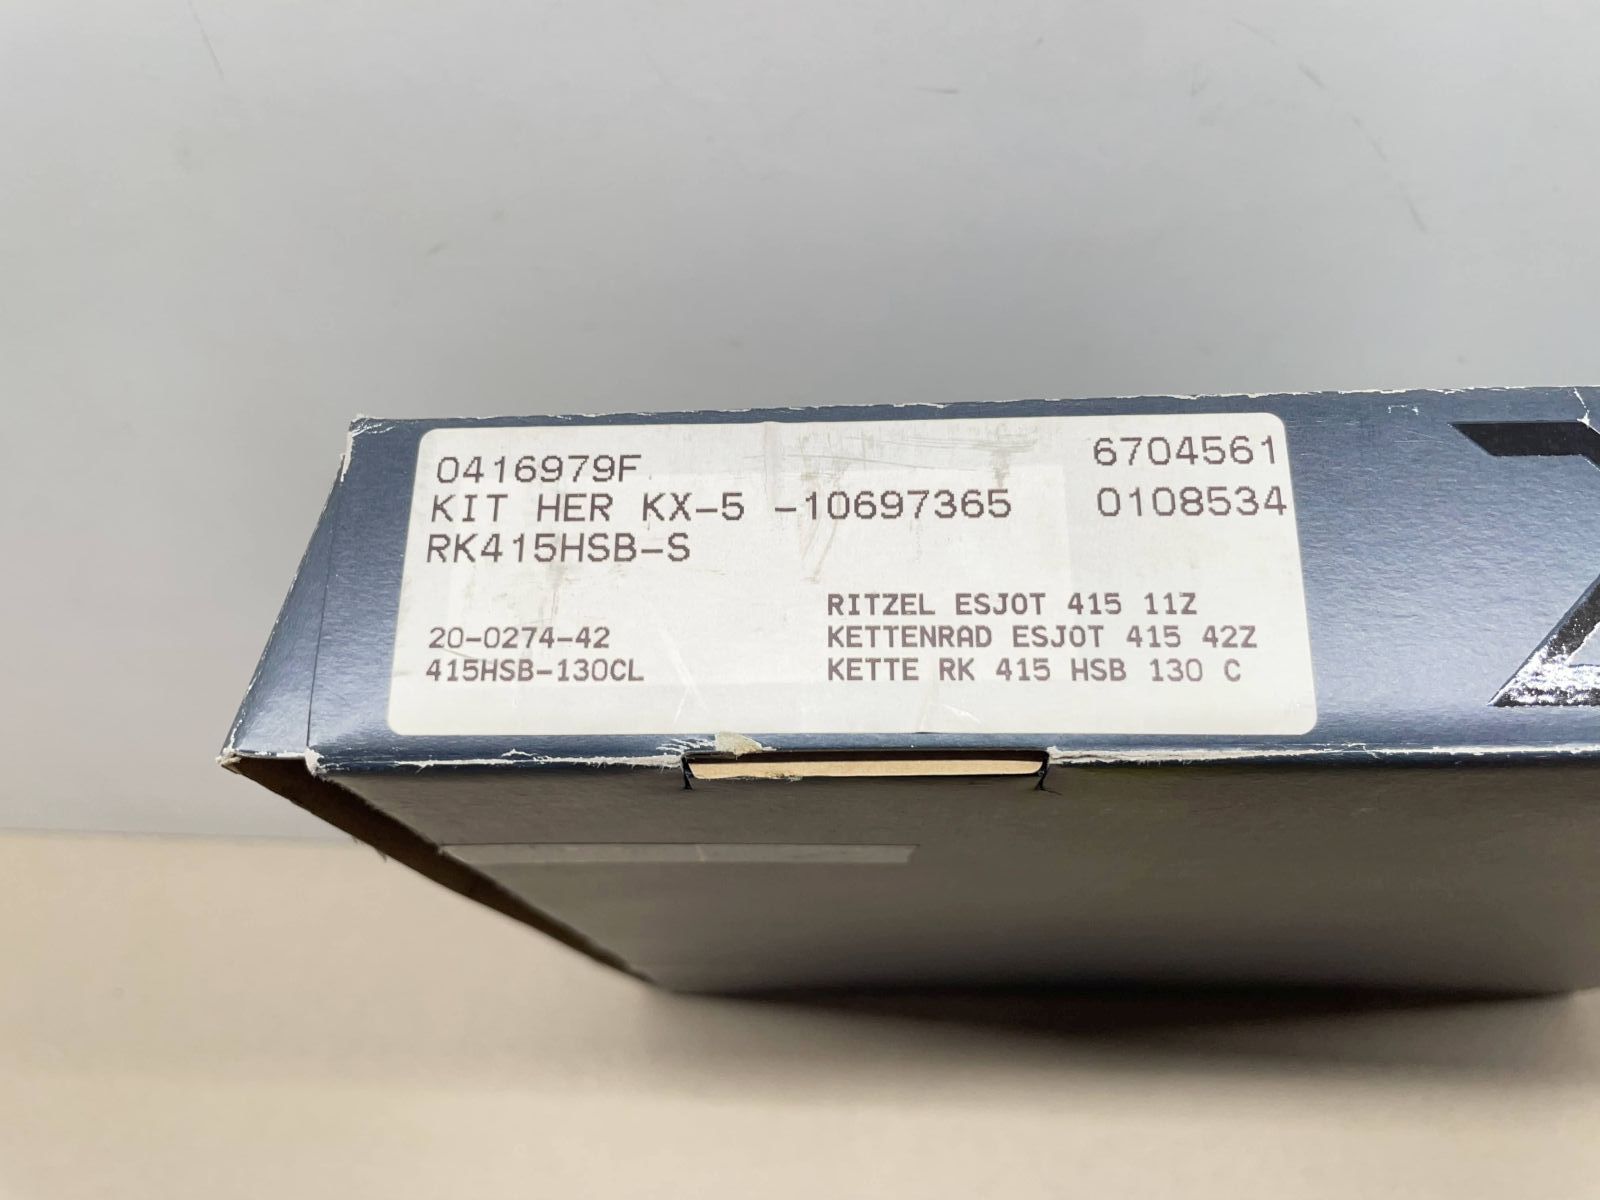 0416979F 6704561
KIT HER KX-5 -10697365 0108534
RK415HSB-S
RITZEL ESJOT 415 11Z
20-0274-42 KETTENRAD ESJOT 415 42Z
415HSB-130CL KETTE RK 415 HSB 130 C